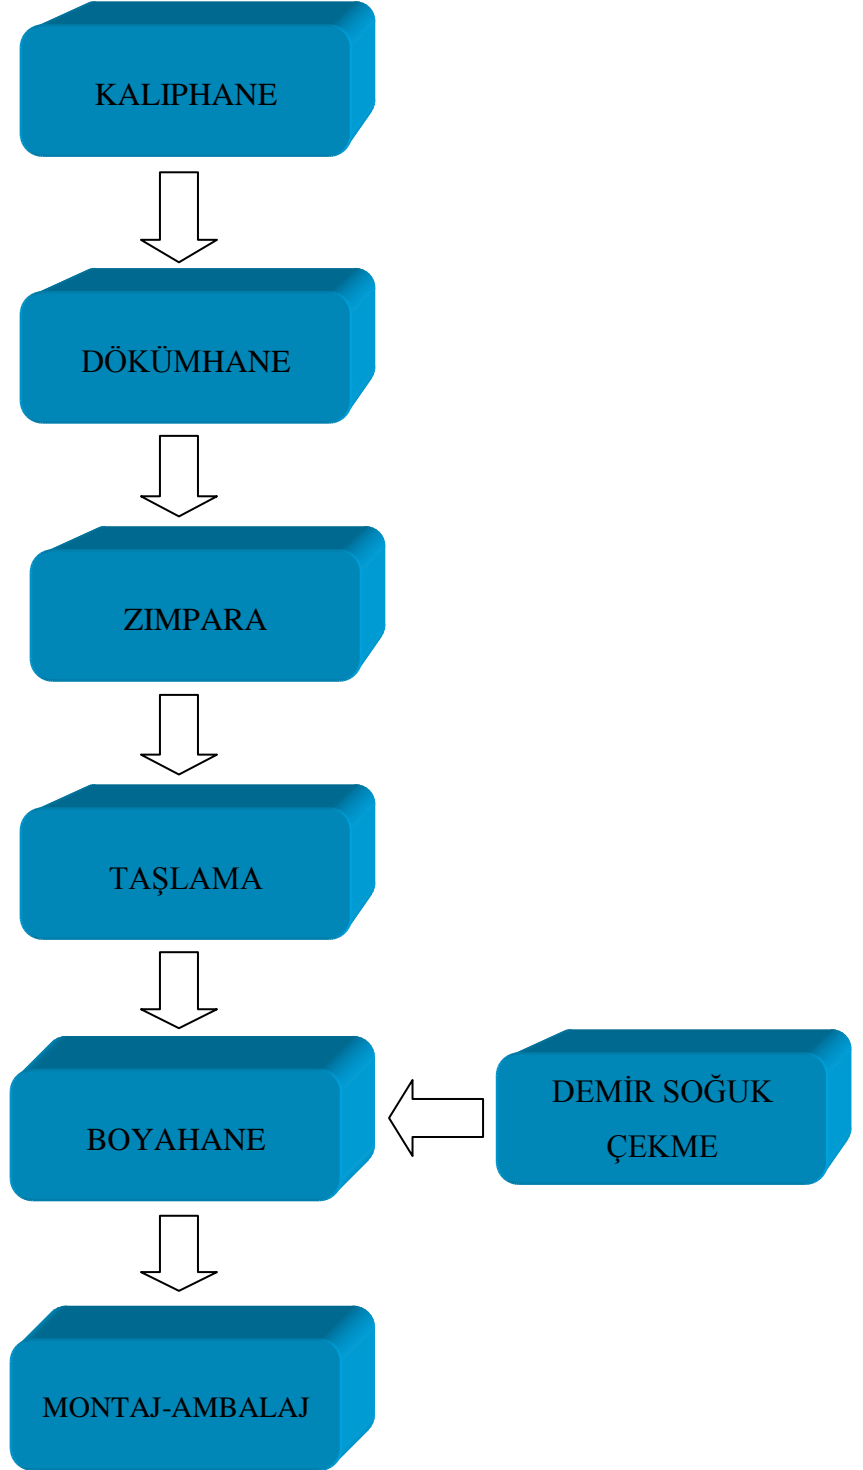 KALIPHANE
DÖKÜMHANE
ZIMPARA
TAŞLAMA
BOYAHANE
DEMİR SOĞUK
ÇEKME
MONTAJ-AMBALAJ